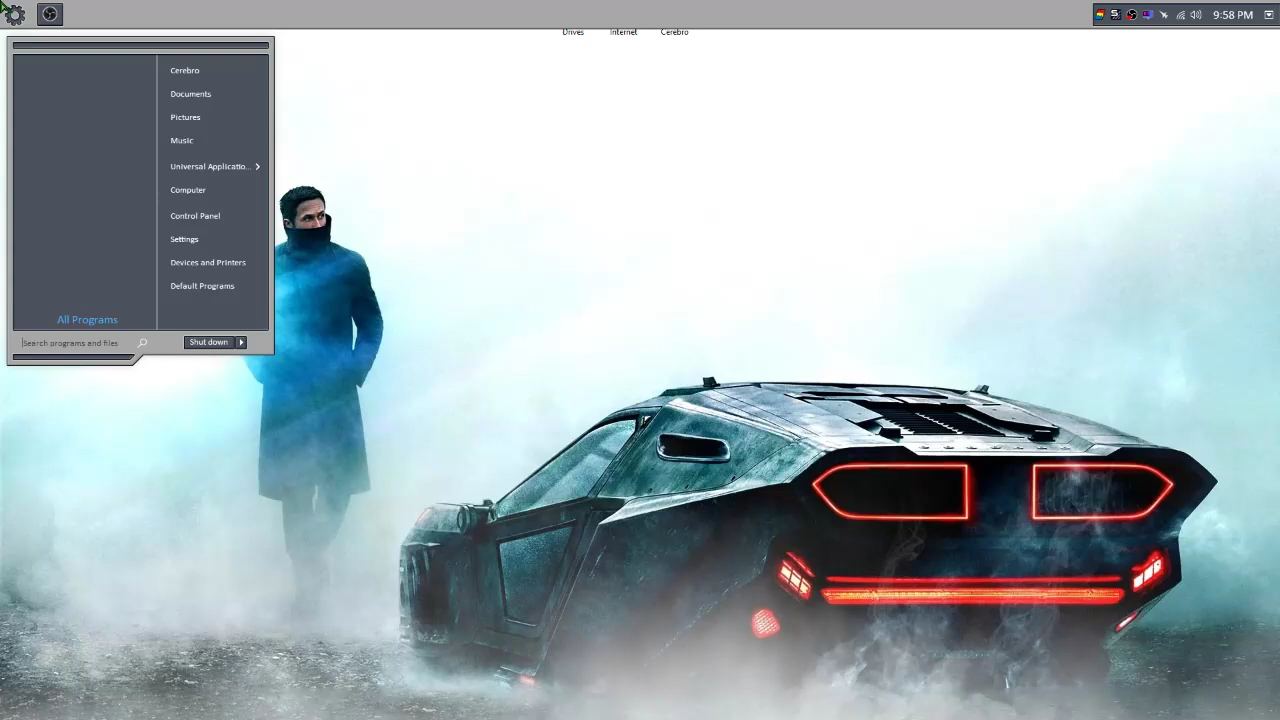 9:58 PM
Drives Internet Cerebro
Cerebro
Documents
Pictures
Music
Universal Applicatio...
Computer
Control Panel
Settings
Devices and Printers
Default Programs
All Programs
Search programs and files
Shut down